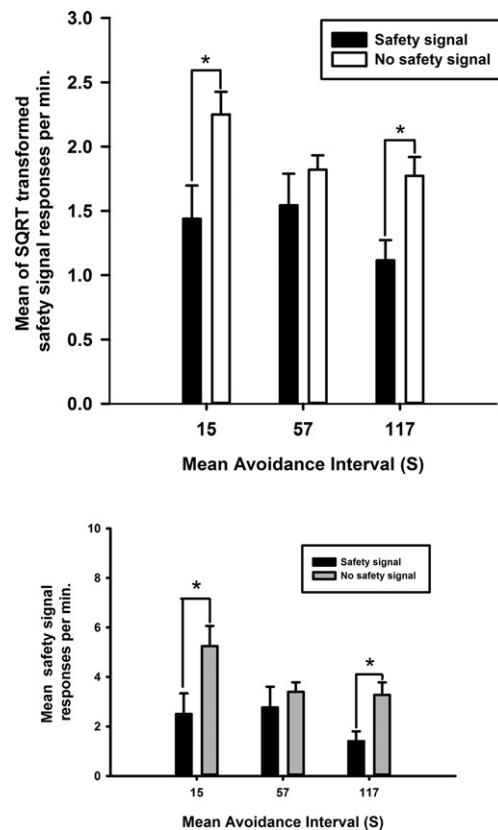 3.0
2.5
2.0
1.5
1.0
0.5
0.0
Mean of SQRT transformed
safety signal responses per min.
Safety signal
No safety signal
*
*
15 57 117
Mean Avoidance Interval (S)
10
8
6
4
2
0
Mean safety signal
responses per min.
Safety signal
No safety signal
*
*
15 57 117
Mean Avoidance Interval (S)